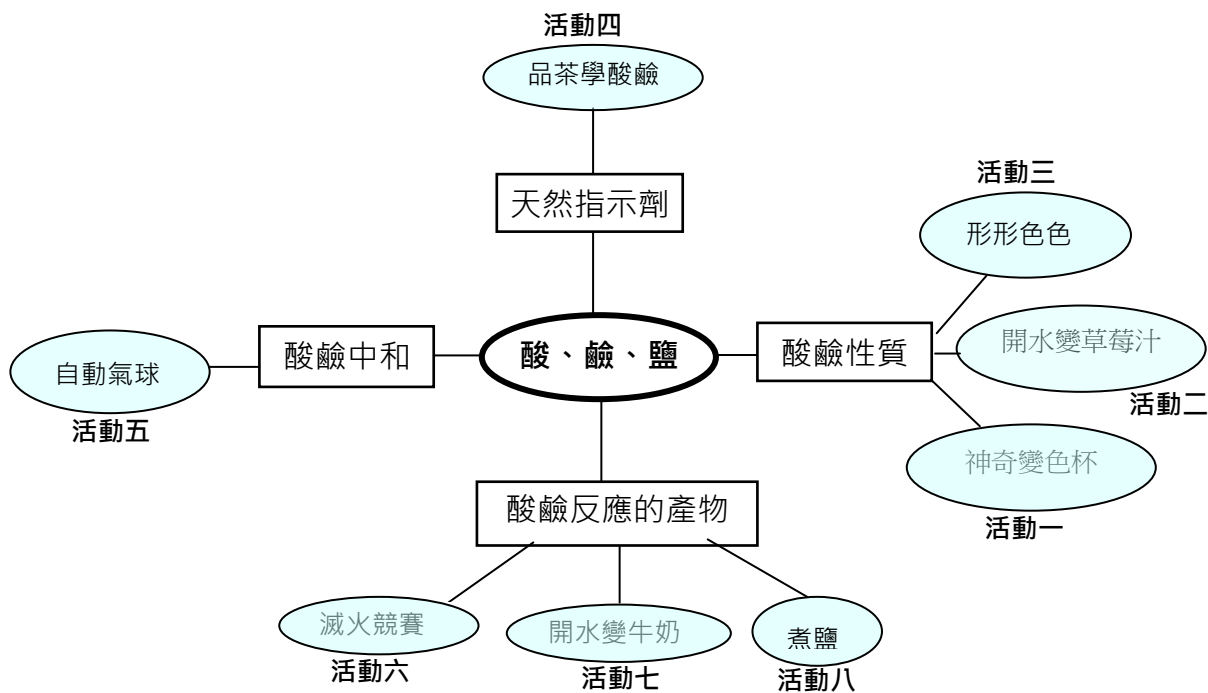 活動四
品茶學酸鹼
天然指示劑
活動三
形形色色
自動氣球
活動五
酸鹼中和
酸、鹼、鹽
酸鹼性質
開水變草莓汁
活動二
神奇變色杯
活動一
酸鹼反應的產物
滅火競賽
活動六
開水變牛奶
活動七
煮鹽
活動八